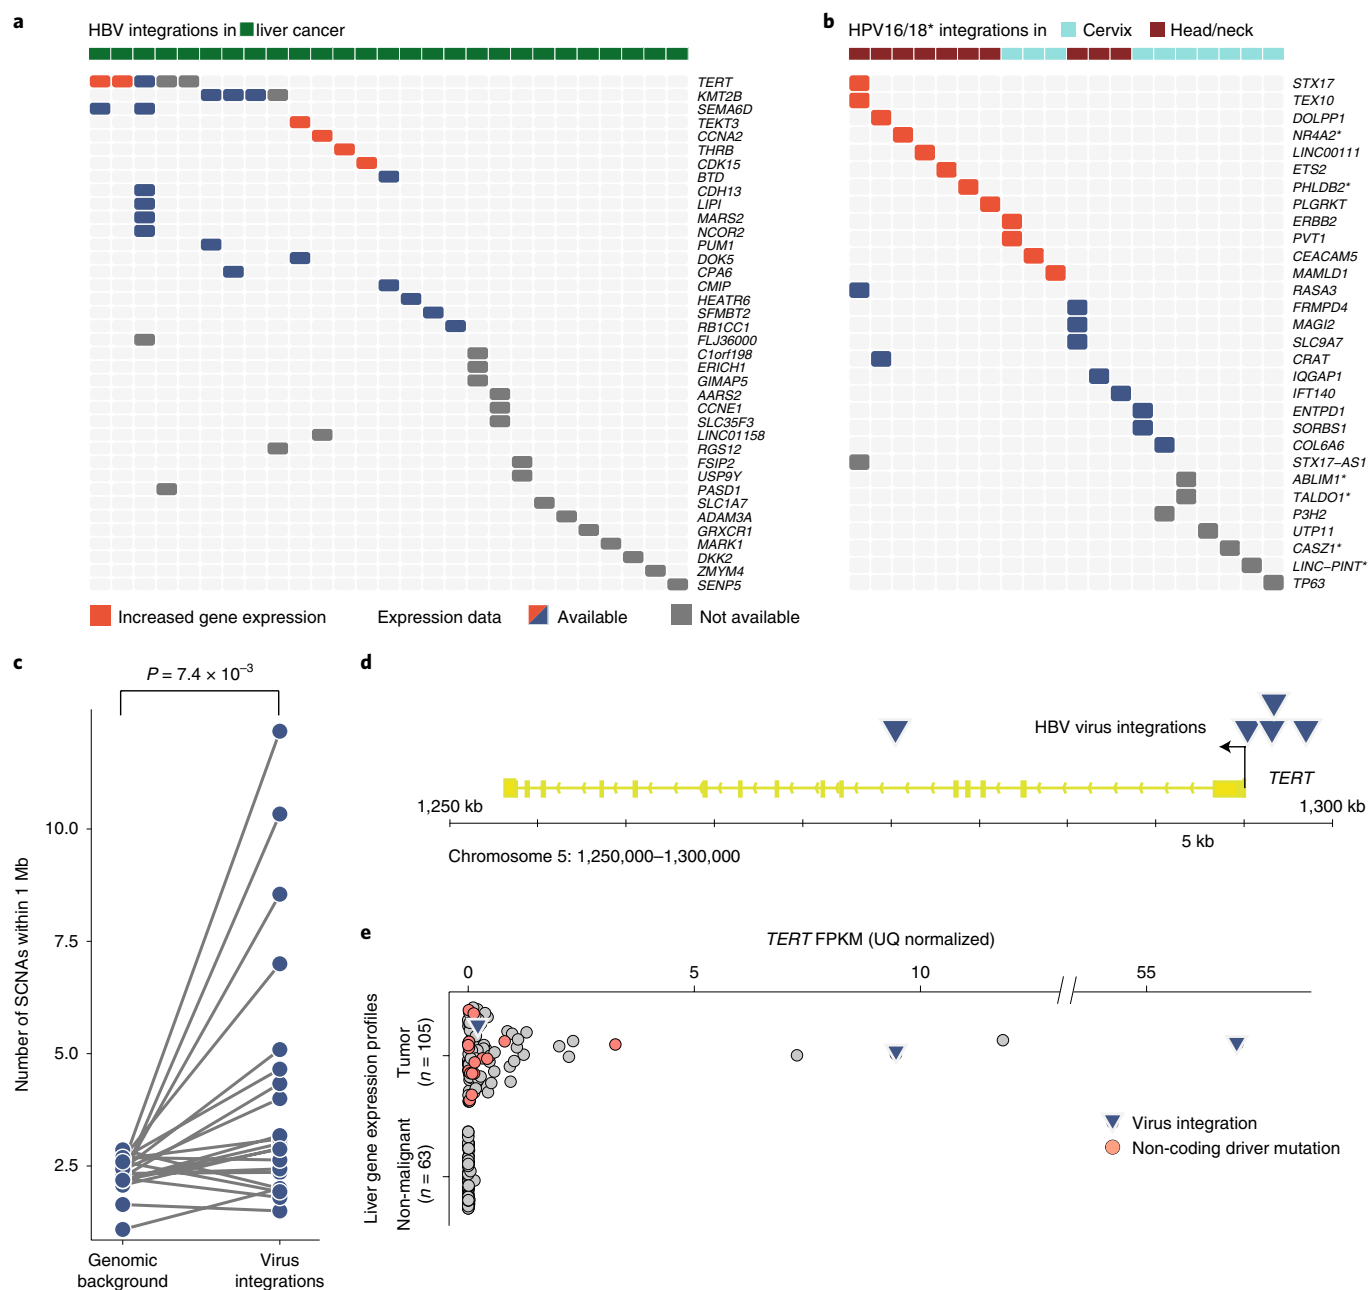 a
HBV integrations in liver cancer
TERT
KMT2B
SEMA6D
TEKT3
CCNA2
THRB
CDK15
BTD
CDH13
LIPI
MARS2
NCOR2
PUM1
DOK5
CPA6
CMIP
HEATR6
SFMBT2
RB1CC1
FLJ36000
C1orf198
ERICH1
GIMAP5
AARS2
CCNE1
SLC35F3
LINC01158
RGS12
FSIP2
USP9Y
PASD1
SLC1A7
ADAM3A
GRXCR1
MARK1
DKK2
ZMYM4
SENP5
Increased gene expression
Expression data
Available
Not available
b
HPV16/18* integrations in Cervix Head/neck
STX17
TEX10
DOLPP1
NR4A2*
LINC00111
ETS2
PHLDB2*
PLGRKT
ERBB2
PVT1
CEACAM5
MAMLD1
RASA3
FRMPD4
MAGI2
SLC9A7
CRAT
IQGAP1
IFT140
ENTPD1
SORBS1
COL6A6
STX17–AS1
ABLIM1*
TALDO1*
P3H2
UTP11
CASZ1*
LINC–PINT*
TP63
c
P = 7.4 × 10–3
Number of SCNAs within 1 Mb
10.0
7.5
5.0
2.5
Genomic
background
Virus
integrations
d
HBV virus integrations
TERT
1,250 kb
1,300 kb
5 kb
Chromosome 5: 1,250,000–1,300,000
e
TERT FPKM (UQ normalized)
0
5
10
55
Liver gene expression profiles
Tumor
(n = 105)
Non-malignant
(n = 63)
Virus integration
Non-coding driver mutation